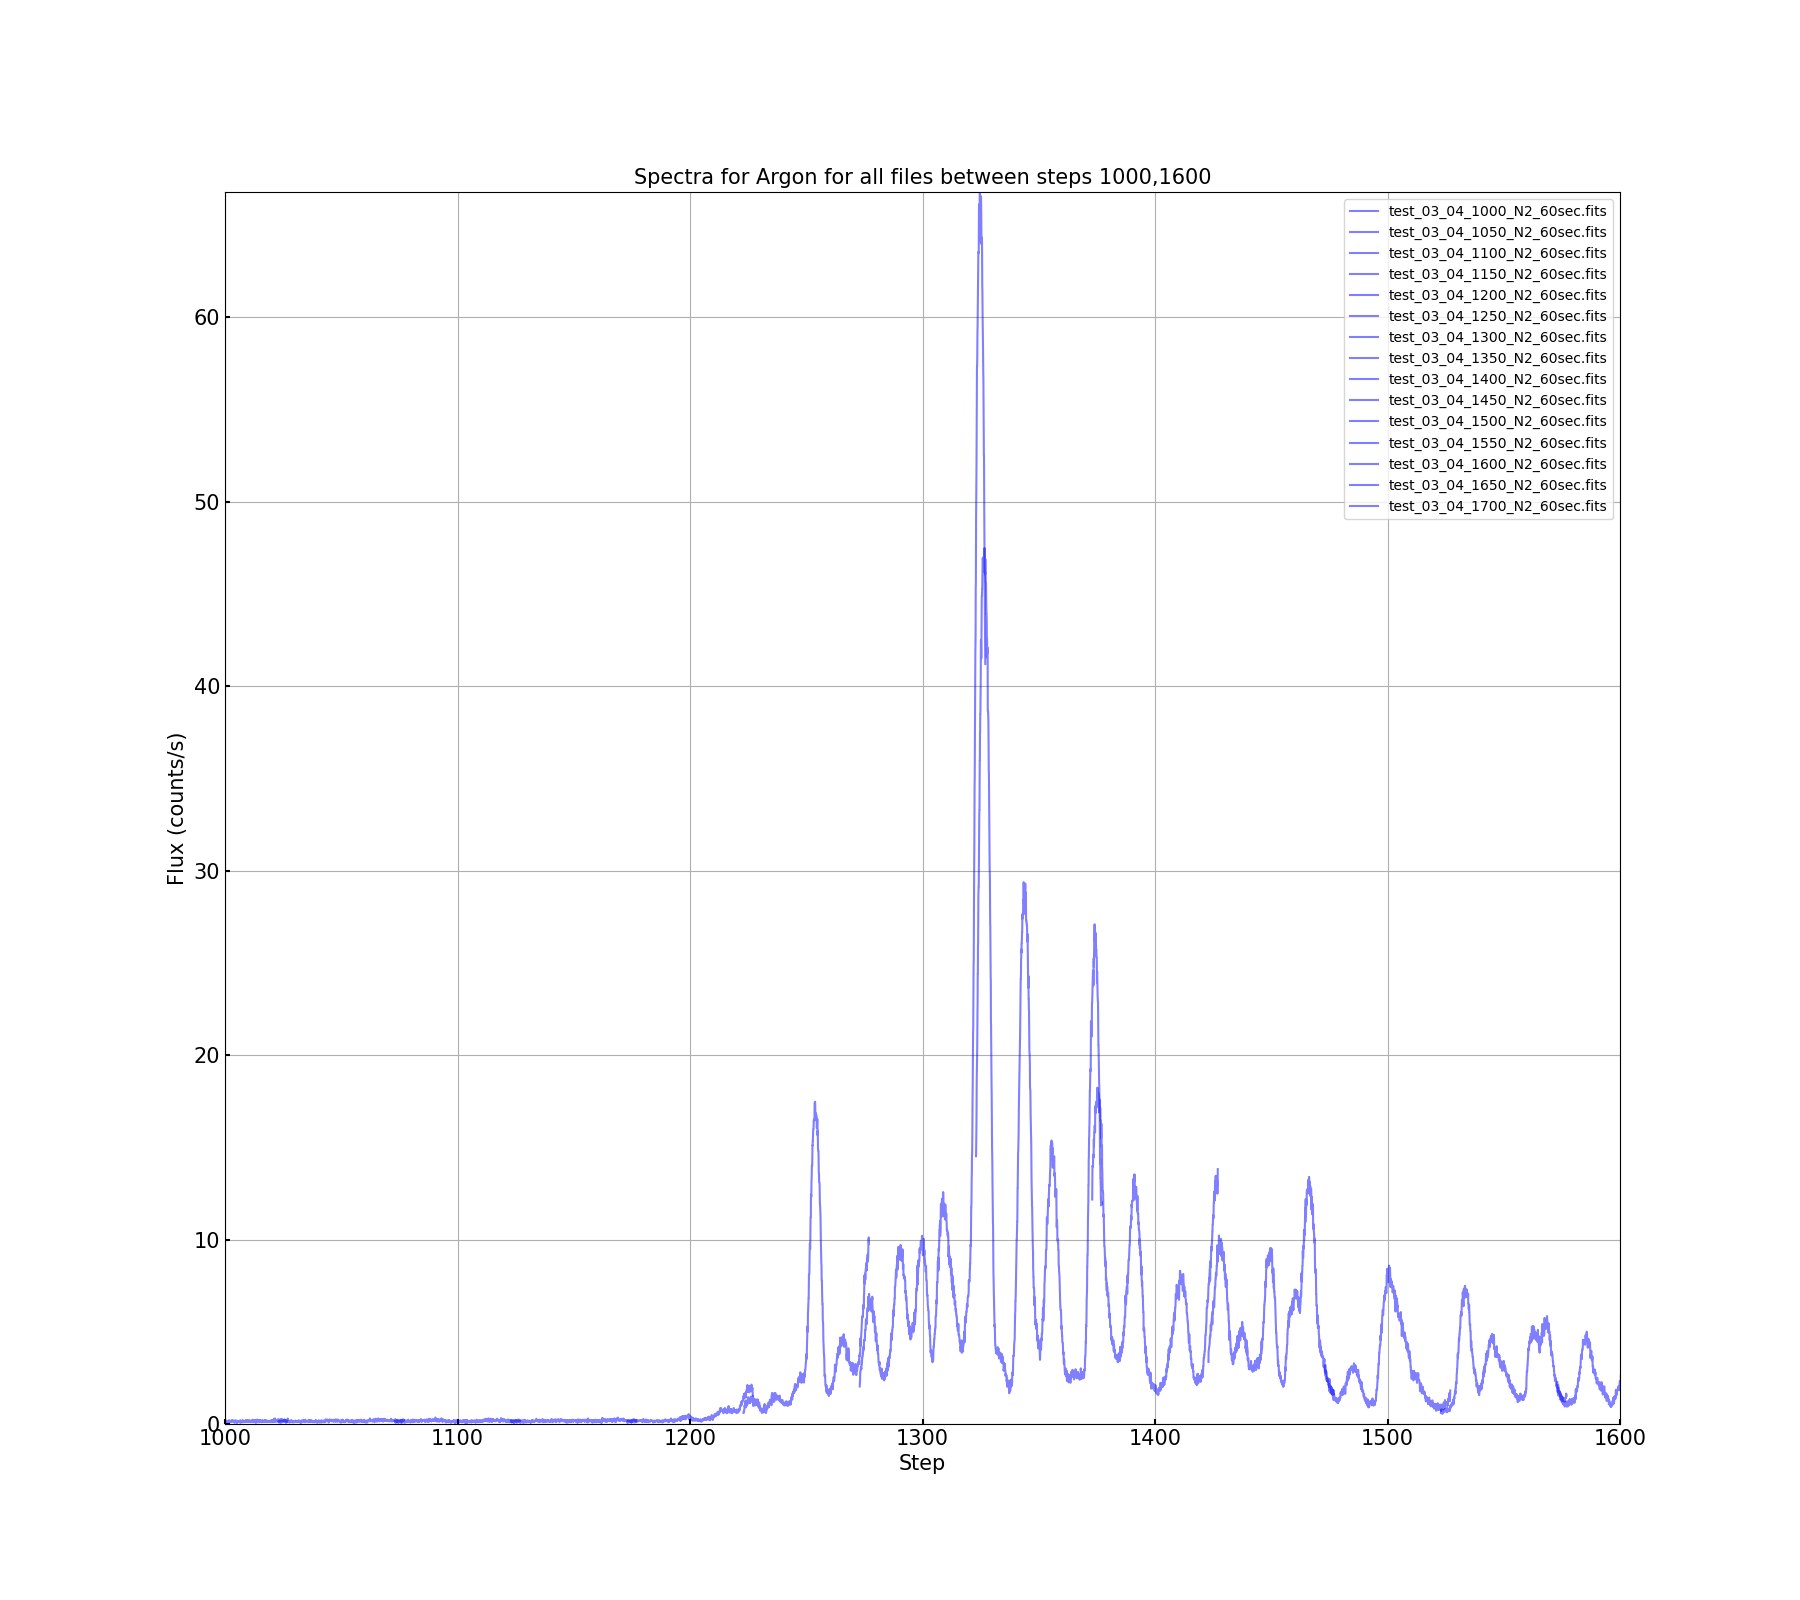 Spectra for Argon for all files between steps 1000,1600
test_03_04_1000_N2_60sec.fits
test_03_04_1050_N2_60sec.fits
test_03_04_1100_N2_60sec.fits
test_03_04_1150_N2_60sec.fits
test_03_04_1200_N2_60sec.fits
test_03_04_1250_N2_60sec.fits
test_03_04_1300_N2_60sec.fits
test_03_04_1350_N2_60sec.fits
test_03_04_1400_N2_60sec.fits
test_03_04_1450_N2_60sec.fits
test_03_04_1500_N2_60sec.fits
test_03_04_1550_N2_60sec.fits
test_03_04_1600_N2_60sec.fits
test_03_04_1650_N2_60sec.fits
test_03_04_1700_N2_60sec.fits
60
50
40
30
20
10
0
Flux (counts/s)
1000 1100 1200 1300 1400 1500 1600
Step